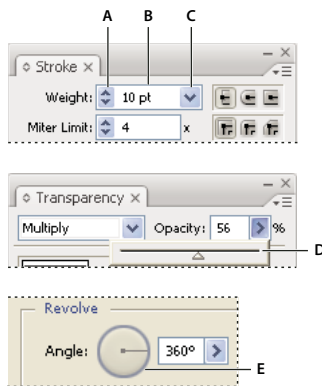 A B C
Stroke
Weight: 10 pt
Miter Limit: 4 x
Transparency
Multiply Opacity: 56 %
D
Revolve
Angle: 360°
E